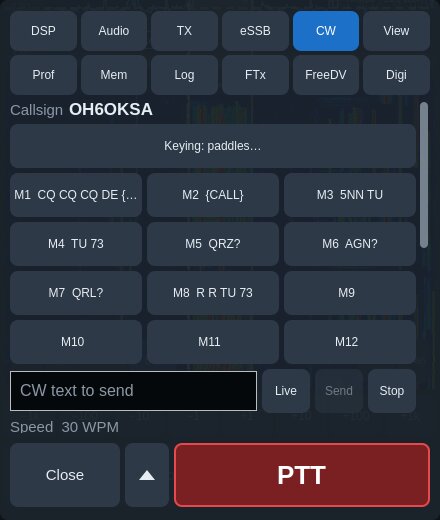 DSP Audio TX eSSB CW View
Prof Mem Log FTx FreeDV Digi
Callsign OH6OKSA
Keying: paddles…
M1 CQ CQ CQ DE {… M2 {CALL} M3 5NN TU
M4 TU 73 M5 QRZ? M6 AGN?
M7 QRL? M8 R R TU 73 M9
M10 M11 M12
CW text to send Live Send Stop
Speed 30 WPM
Close PTT